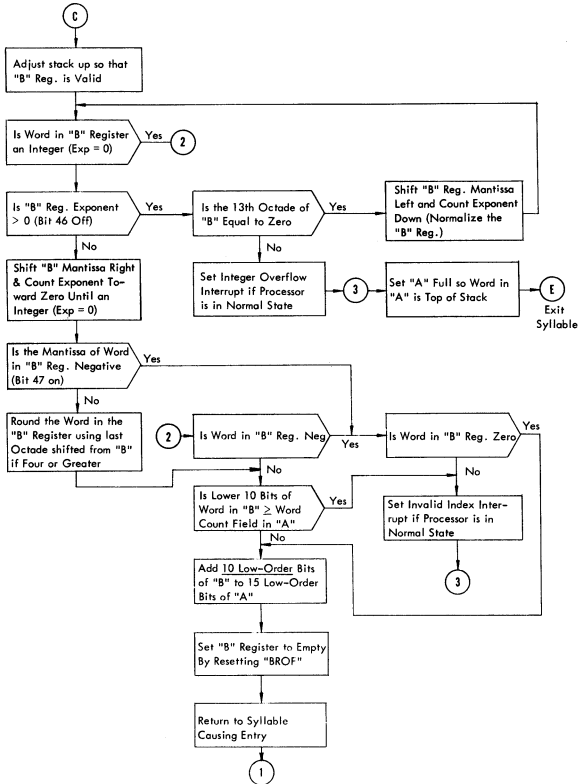 C
Adjust stack up so that
"B" Reg. is Valid
Is Word in "B" Register
an Integer (Exp = 0)
Yes
2
Is "B" Reg. Exponent
> 0 (Bit 46 Off)
Yes
Is the 13th Octade of
"B" Equal to Zero
Yes
Shift "B" Reg. Mantissa
Left and Count Exponent
Down (Normalize the
"B" Reg.)
No
No
Shift "B" Mantissa Right
& Count Exponent To-
ward Zero Until an
Integer (Exp = 0)
Set Integer Overflow
Interrupt if Processor
is in Normal State
3
Set "A" Full so Word in
"A" is Top of Stack
E
Exit
Syllable
Is the Mantissa of Word
in "B" Reg. Negative
(Bit 47 on)
Yes
No
Round the Word in the
"B" Register using last
Octade shifted from "B"
if Four or Greater
2
Is Word in "B" Reg. Neg
Yes
Is Word in "B" Reg. Zero
Yes
No
No
Is Lower 10 Bits of
Word in "B" ≥ Word
Count Field in "A"
Yes
Set Invalid Index Inter-
rupt if Processor is in
Normal State
No
3
Add 10 Low-Order Bits
of "B" to 15 Low-Order
Bits of "A"
Set "B" Register to Empty
By Resetting "BROF"
Return to Syllable
Causing Entry
1